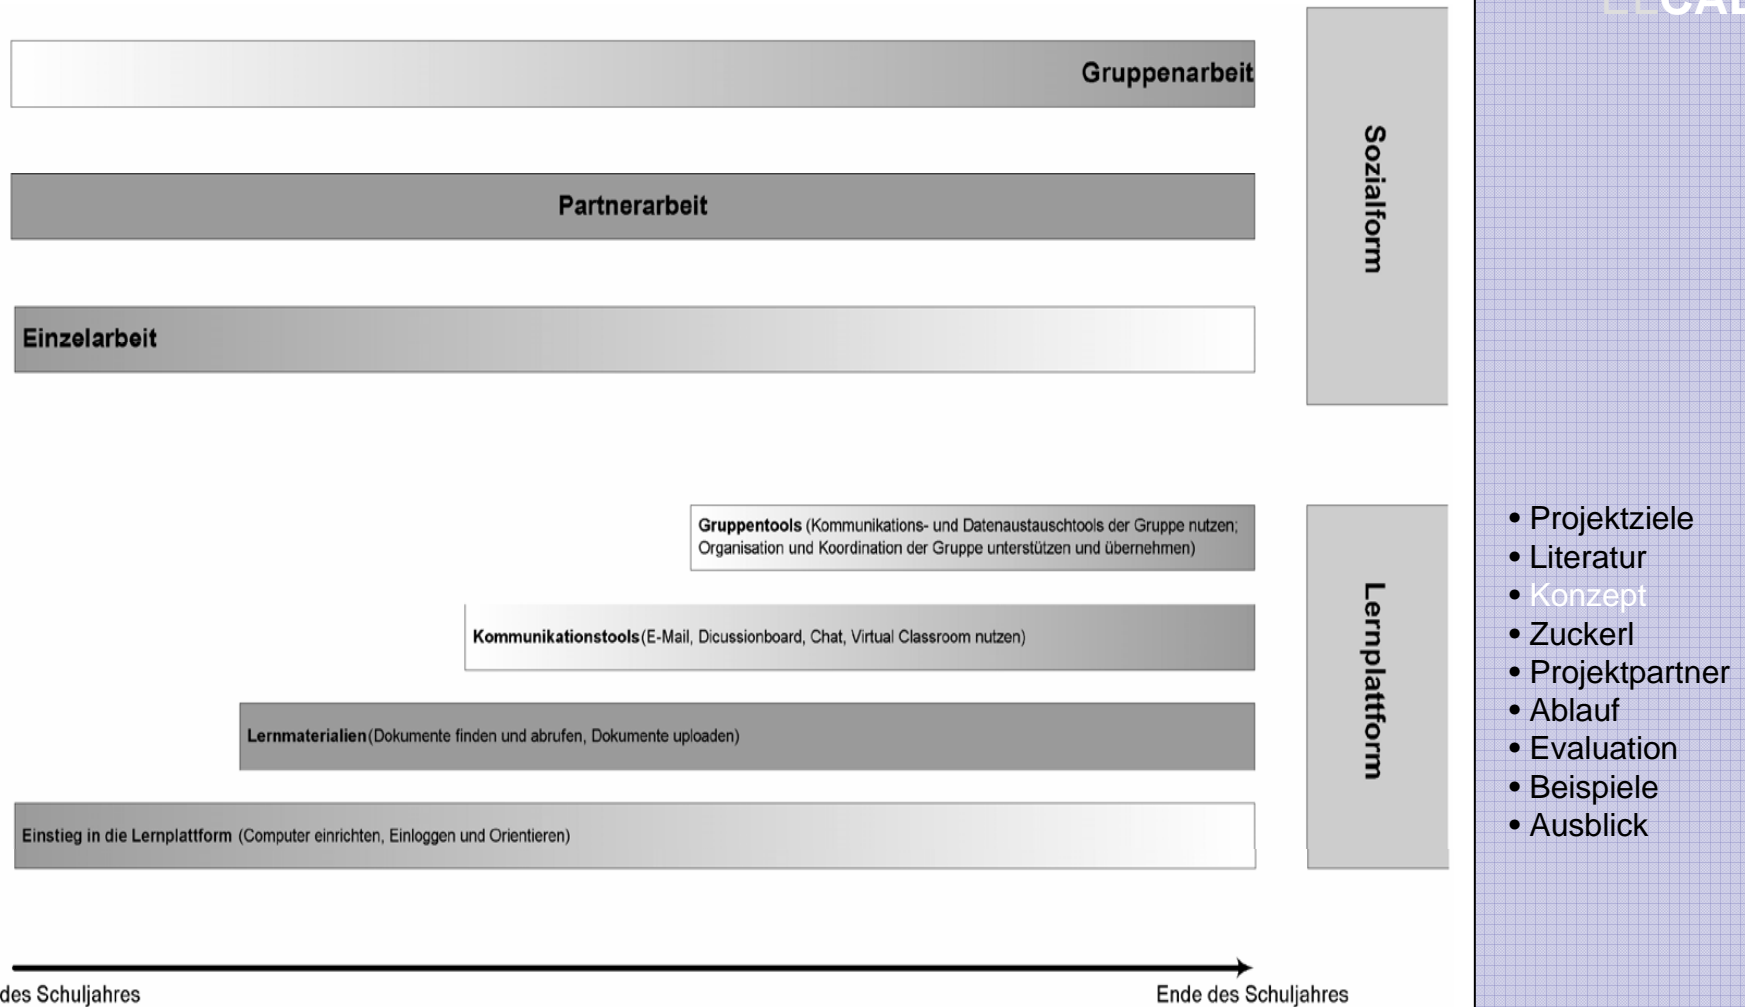 Gruppenarbeit
Partnerarbeit
Einzelarbeit
Sozialform
Gruppentools (Kommunikations- und Datenaustauschtools der Gruppe nutzen;
Organisation und Koordination der Gruppe unterstützen und übernehmen)
Kommunikationstools (E-Mail, Dicussionboard, Chat, Virtual Classroom nutzen)
Lernmaterialien (Dokumente finden und abrufen, Dokumente uploaden)
Einstieg in die Lernplattform (Computer einrichten, Einloggen und Orientieren)
Lernplattform
des Schuljahres
Ende des Schuljahres
• Projektziele
• Literatur
• Konzept
• Zuckerl
• Projektpartner
• Ablauf
• Evaluation
• Beispiele
• Ausblick